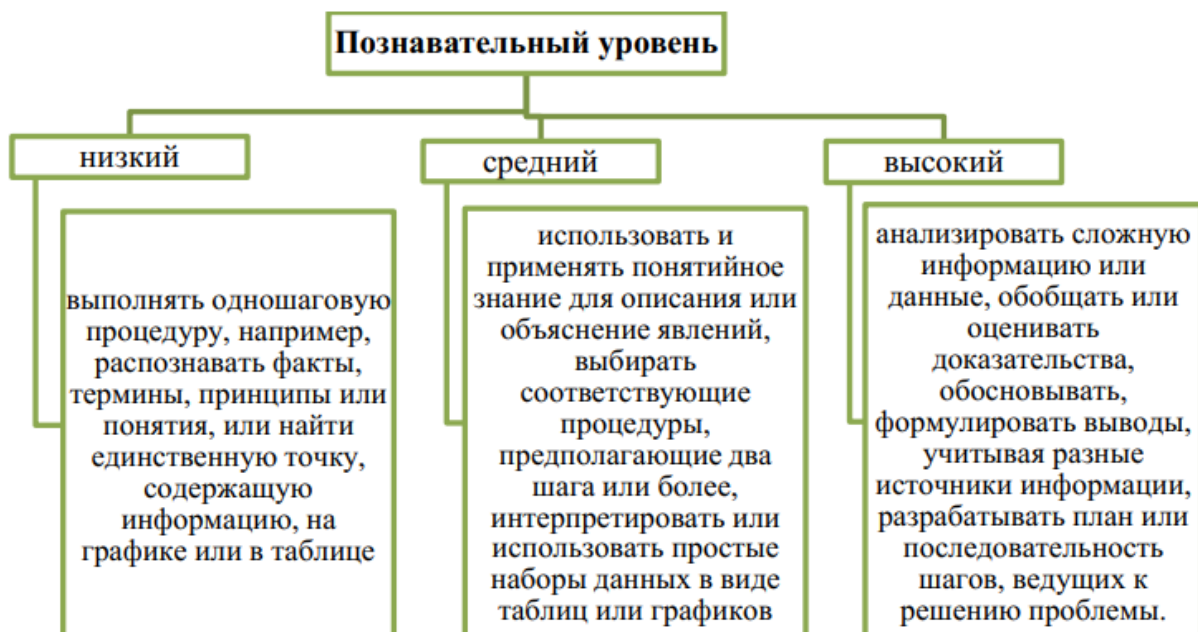 Познавательный уровень
низкий
выполнять одношаговую
процедуру, например,
распознавать факты,
термины, принципы или
понятия, или найти
единственную точку,
содержащую
информацию, на
графике или в таблице
средний
использовать и
применять понятийное
знание для описания или
объяснение явлений,
выбирать
соответствующие
процедуры,
предполагающие два
шага или более,
интерпретировать или
использовать простые
наборы данных в виде
таблиц или графиков
высокий
анализировать сложную
информацию или
данные, обобщать или
оценивать
доказательства,
обосновывать,
формулировать выводы,
учитывая разные
источники информации,
разрабатывать план или
последовательность
шагов, ведущих к
решению проблемы.